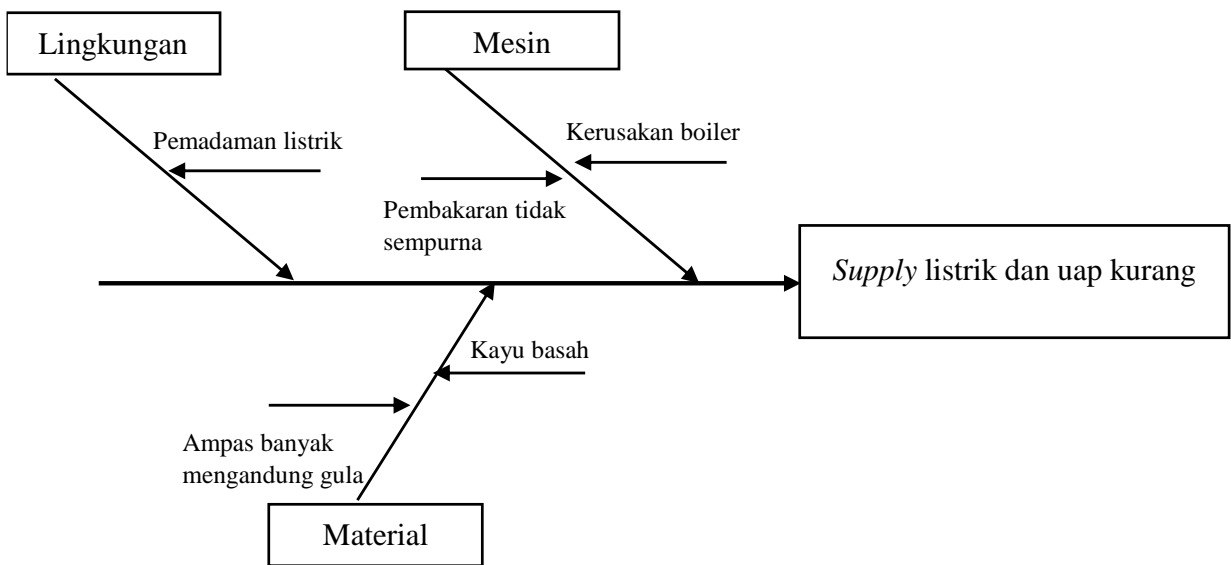 Lingkungan
Mesin
Pemadaman listrik
Kerusakan boiler
Pembakaran tidak
sempurna
Supply listrik dan uap kurang
Kayu basah
Ampas banyak
mengandung gula
Material